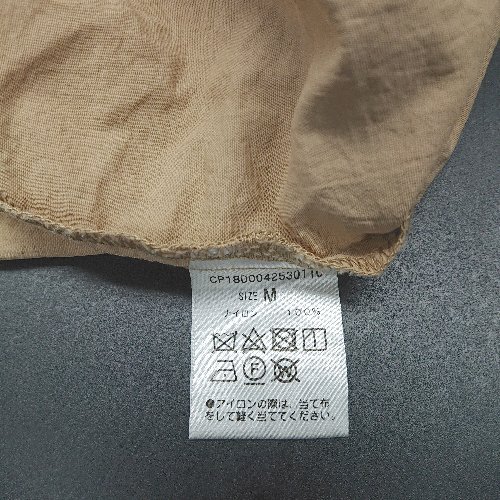 CP1800042530110
SIZE M
ナイロン 100%
F W
●アイロンの際は、当て布
をして軽く当ててください。